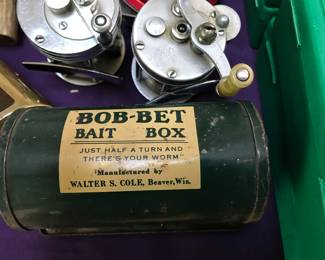 BOB-BET
BAIT BOX
JUST HALF A TURN AND
THERE'S YOUR WORM
Manufactured by
WALTER S. COLE, Beaver, Wis.